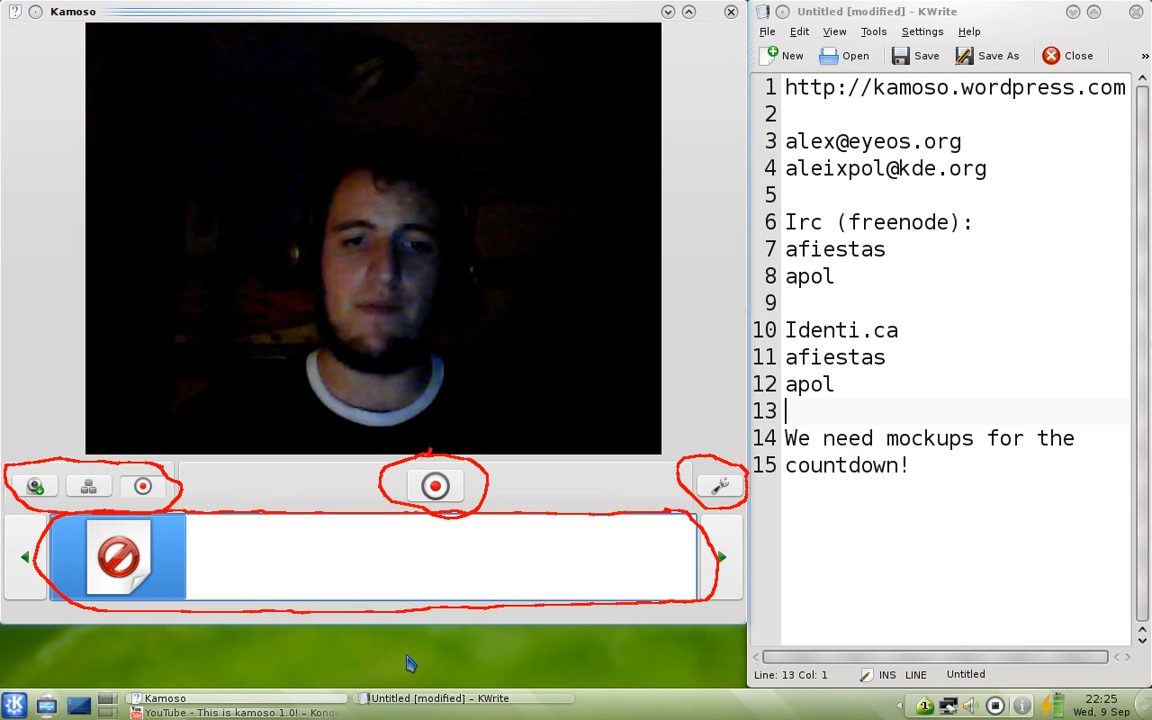 Kamoso
Untitled [modified] - KWrite
File Edit View Tools Settings Help
New Open Save Save As Close »
1 http://kamoso.wordpress.com
2
3 alex@eyeos.org
4 aleixpol@kde.org
5
6 Irc (freenode):
7 afiestas
8 apol
9
10 Identi.ca
11 afiestas
12 apol
13
14 We need mockups for the
15 countdown!
Line: 13 Col: 1 INS LINE Untitled
Kamoso
Untitled [modified] - KWrite
YouTube - This is kamoso 1.0! – Konq
1
22:25
Wed, 9 Sep